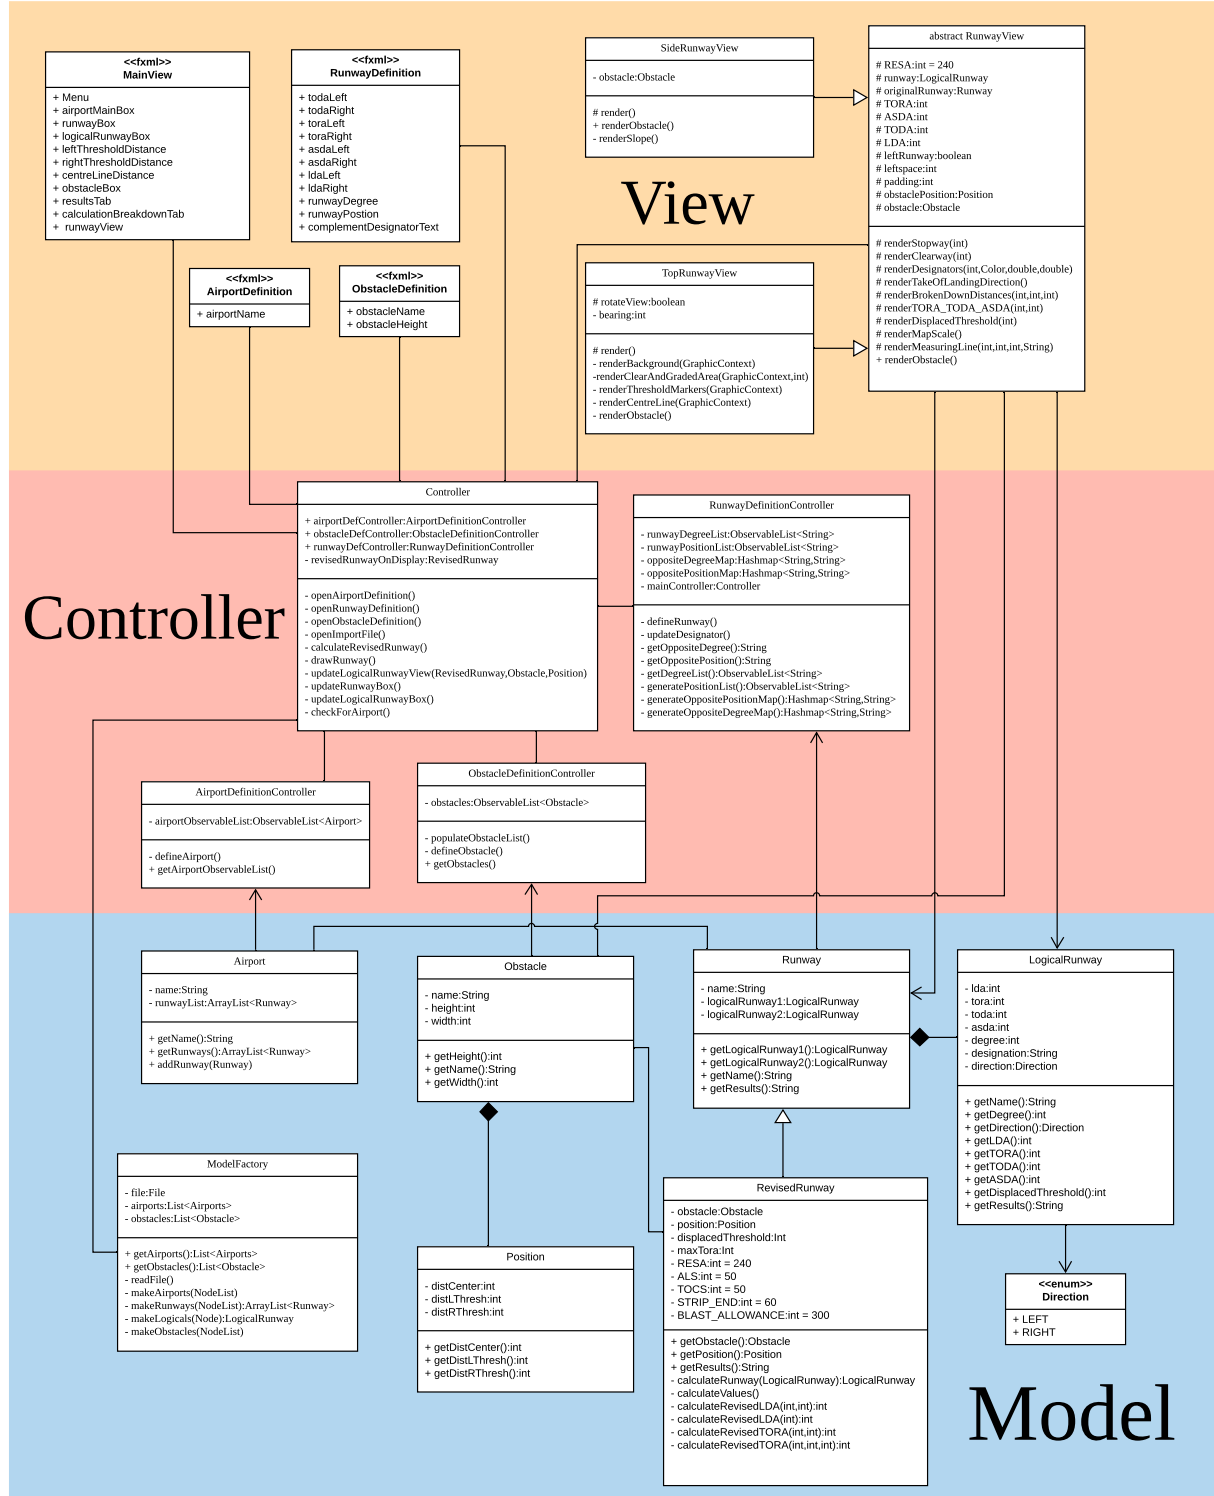 <<fxml>>
MainView
+ Menu
+ airportMainBox
+ runwayBox
+ logicalRunwayBox
+ leftThresholdDistance
+ rightThresholdDistance
+ centreLineDistance
+ obstacleBox
+ resultsTab
+ calculationBreakdownTab
+  runwayView
<<fxml>>
RunwayDefinition
+ todaLeft
+ todaRight
+ toraLeft
+ toraRight
+ asdaLeft
+ asdaRight
+ ldaLeft
+ ldaRight
+ runwayDegree
+ runwayPostion
+ complementDesignatorText
SideRunwayView
- obstacle:Obstacle
# render()
+ renderObstacle()
- renderSlope()
abstract RunwayView
# RESA:int = 240
# runway:LogicalRunway
# originalRunway:Runway
# TORA:int
# ASDA:int
# TODA:int
# LDA:int
# leftRunway:boolean
# leftspace:int
# padding:int
# obstaclePosition:Position
# obstacle:Obstacle
# renderStopway(int)
# renderClearway(int)
# renderDesignators(int,Color,double,double)
# renderTakeOfLandingDirection()
# renderBrokenDownDistances(int,int,int)
# renderTORA_TODA_ASDA(int,int)
# renderDisplacedThreshold(int)
# renderMapScale()
# renderMeasuringLine(int,int,int,String)
+ renderObstacle()
View
<<fxml>>
AirportDefinition
+ airportName
<<fxml>>
ObstacleDefinition
+ obstacleName
+ obstacleHeight
TopRunwayView
# rotateView:boolean
- bearing:int
# render()
- renderBackground(GraphicContext)
-renderClearAndGradedArea(GraphicContext,int)
- renderThresholdMarkers(GraphicContext)
- renderCentreLine(GraphicContext)
- renderObstacle()
Controller
Controller
+ airportDefController:AirportDefinitionController
+ obstacleDefController:ObstacleDefinitionController
+ runwayDefController:RunwayDefinitionController
- revisedRunwayOnDisplay:RevisedRunway
- openAirportDefinition()
- openRunwayDefinition()
- openObstacleDefinition()
- openImportFile()
- calculateRevisedRunway()
- drawRunway()
- updateLogicalRunwayView(RevisedRunway,Obstacle,Position)
- updateRunwayBox()
- updateLogicalRunwayBox()
- checkForAirport()
RunwayDefinitionController
- runwayDegreeList:ObservableList<String>
- runwayPositionList:ObservableList<String>
- oppositeDegreeMap:Hashmap<String,String>
- oppositePositionMap:Hashmap<String,String>
- mainController:Controller
- defineRunway()
- updateDesignator()
- getOppositeDegree():String
- getOppositePosition():String
- getDegreeList():ObservableList<String>
- generatePositionList():ObservableList<String>
- generateOppositePositionMap():Hashmap<String,String>
- generateOppositeDegreeMap():Hashmap<String,String>
AirportDefinitionController
- airportObservableList:ObservableList<Airport>
- defineAirport()
+ getAirportObservableList()
ObstacleDefinitionController
- obstacles:ObservableList<Obstacle>
- populateObstacleList()
- defineObstacle()
+ getObstacles()
Airport
- name:String
- runwayList:ArrayList<Runway>
+ getName():String
+ getRunways():ArrayList<Runway>
+ addRunway(Runway)
Obstacle
- name:String
- height:int
- width:int
+ getHeight():int
+ getName():String
+ getWidth():int
Runway
- name:String
- logicalRunway1:LogicalRunway
- logicalRunway2:LogicalRunway
+ getLogicalRunway1():LogicalRunway
+ getLogicalRunway2():LogicalRunway
+ getName():String
+ getResults():String
LogicalRunway
- lda:int
- tora:int
- toda:int
- asda:int
- degree:int
- designation:String
- direction:Direction
+ getName():String
+ getDegree():int
+ getDirection():Direction
+ getLDA():int
+ getTORA():int
+ getTODA():int
+ getASDA():int
+ getDisplacedThreshold():int
+ getResults():String
ModelFactory
- file:File
- airports:List<Airports>
- obstacles:List<Obstacle>
+ getAirports():List<Airports>
+ getObstacles():List<Obstacle>
- readFile()
- makeAirports(NodeList)
- makeRunways(NodeList):ArrayList<Runway>
- makeLogicals(Node):LogicalRunway
- makeObstacles(NodeList)
Position
- distCenter:int
- distLThresh:int
- distRThresh:int
+ getDistCenter():int
+ getDistLThresh():int
+ getDistRThresh():int
RevisedRunway
- obstacle:Obstacle
- position:Position
- displacedThreshold:Int
- maxTora:Int
- RESA:int = 240
- ALS:int = 50
- TOCS:int = 50
- STRIP_END:int = 60
- BLAST_ALLOWANCE:int = 300
+ getObstacle():Obstacle
+ getPosition():Position
+ getResults():String
- calculateRunway(LogicalRunway):LogicalRunway
- calculateValues()
- calculateRevisedLDA(int,int):int
- calculateRevisedLDA(int):int
- calculateRevisedTORA(int,int):int
- calculateRevisedTORA(int,int,int):int
<<enum>>
Direction
+ LEFT
+ RIGHT
Model